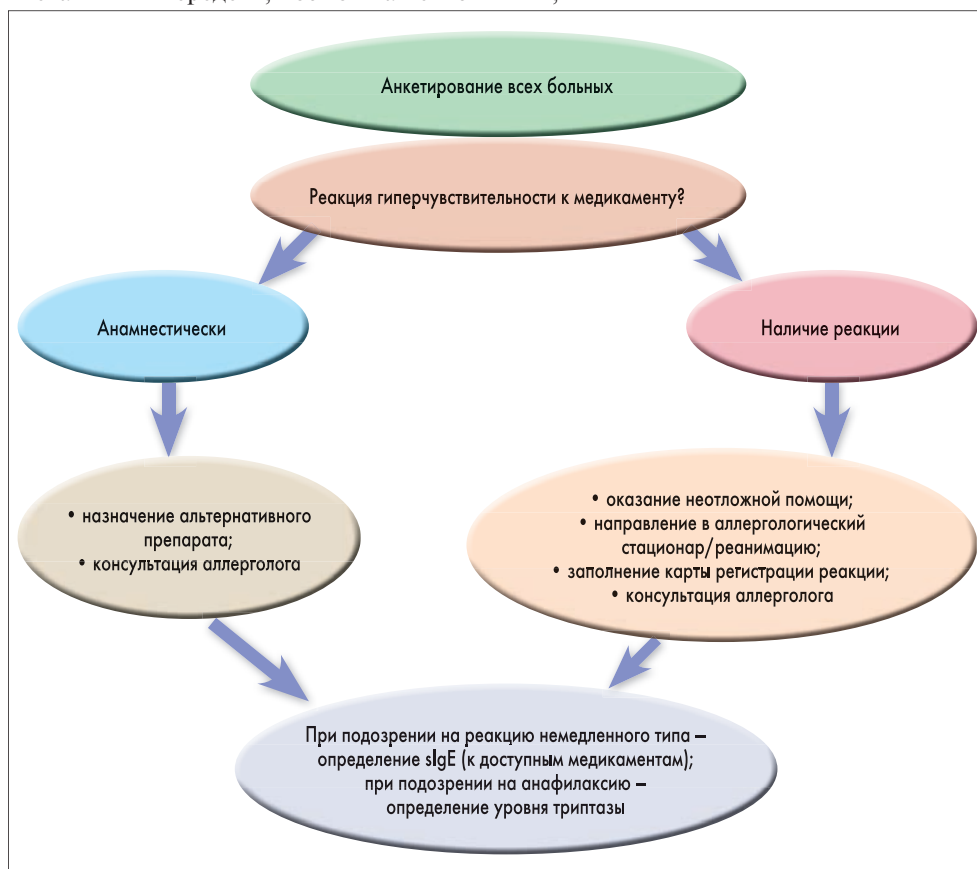 Анкетирование всех больных
Реакция гиперчувствительности к медикаменту?
Анамнестически
Наличие реакции
• назначение альтернативного
препарата;
• консультация аллерголога
• оказание неотложной помощи;
• направление в аллергологический
стационар/реанимацию;
• заполнение карты регистрации реакции;
• консультация аллерголога
При подозрении на реакцию немедленного типа –
определение sIgE (к доступным медикаментам);
при подозрении на анафилаксию –
определение уровня триптазы